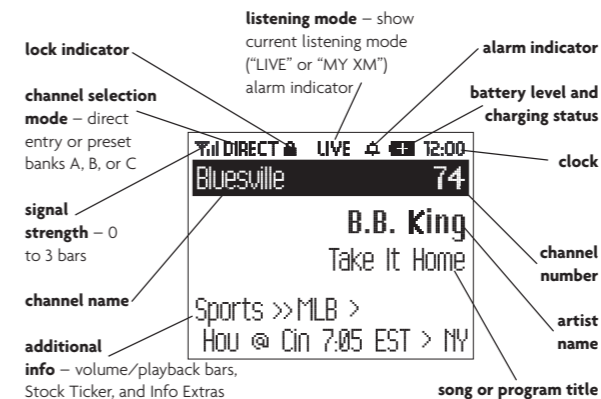 listening mode – show
current listening mode
("LIVE" or "MY XM")
alarm indicator
lock indicator
channel selection
mode – direct
entry or preset
banks A, B, or C
signal
strength – 0
to 3 bars
channel name
additional
info – volume/playback bars,
Stock Ticker, and Info Extras
DIRECT LIVE 12:00
Bluesville 74
B.B. King
Take It Home
Sports >>MLB >
Hou @ Cin 7:05 EST > NY
alarm indicator
battery level and
charging status
clock
channel
number
artist
name
song or program title